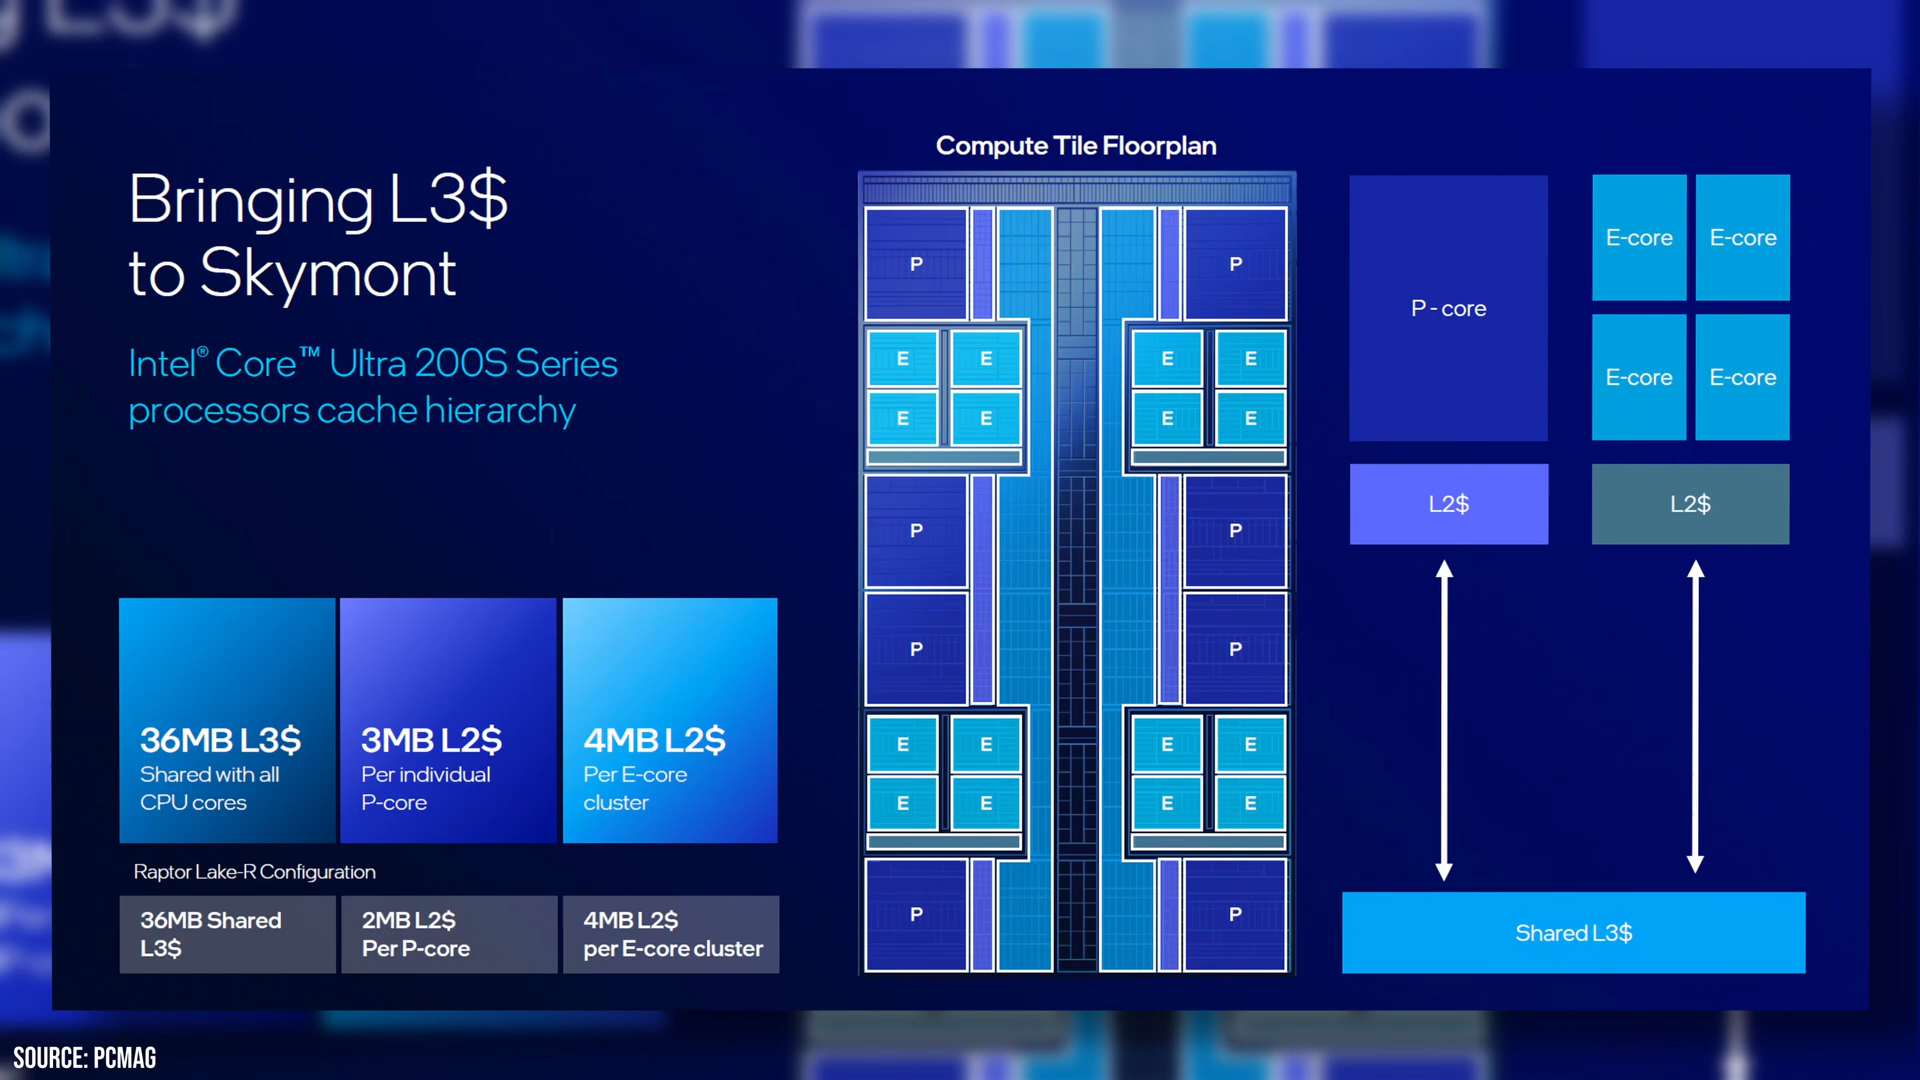 Bringing L3$
to Skymont
Intel® Core™ Ultra 200S Series
processors cache hierarchy
36MB L3$
Shared with all
CPU cores
3MB L2$
Per individual
P-core
4MB L2$
Per E-core
cluster
Raptor Lake-R Configuration
36MB Shared
L3$
2MB L2$
Per P-core
4MB L2$
per E-core cluster
Compute Tile Floorplan
P P
E E E E
E E E E
P P
P P
E E E E
E E E E
P P
P - core
E-core E-core
E-core E-core
L2$ L2$
Shared L3$
SOURCE: PCMAG